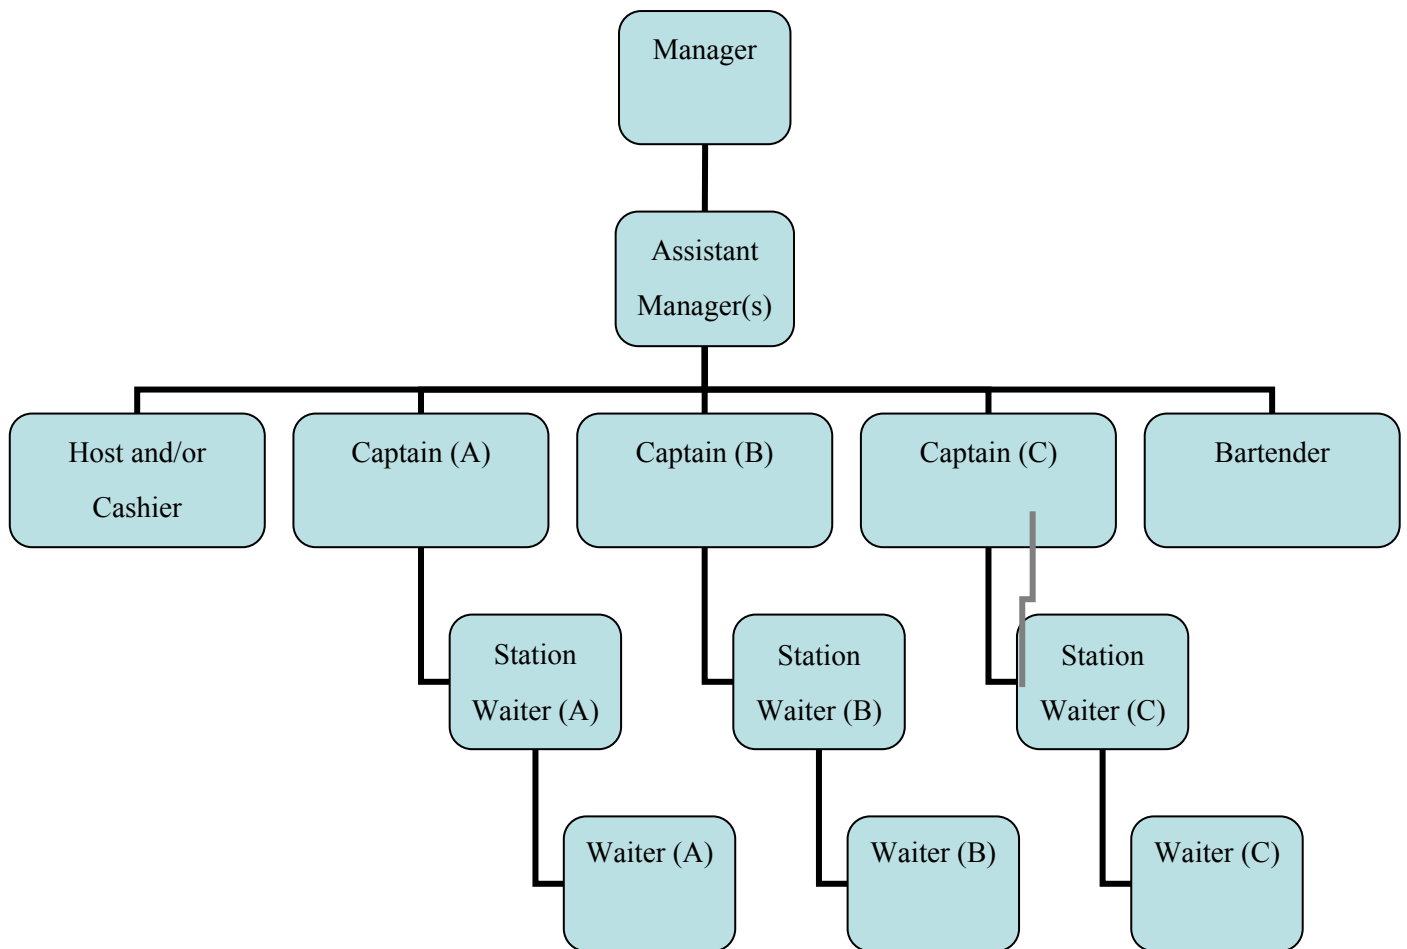 Manager
Assistant
Manager(s)
Host and/or
Cashier
Captain (A)
Captain (B)
Captain (C)
Bartender
Station
Waiter (A)
Station
Waiter (B)
Station
Waiter (C)
Waiter (A)
Waiter (B)
Waiter (C)